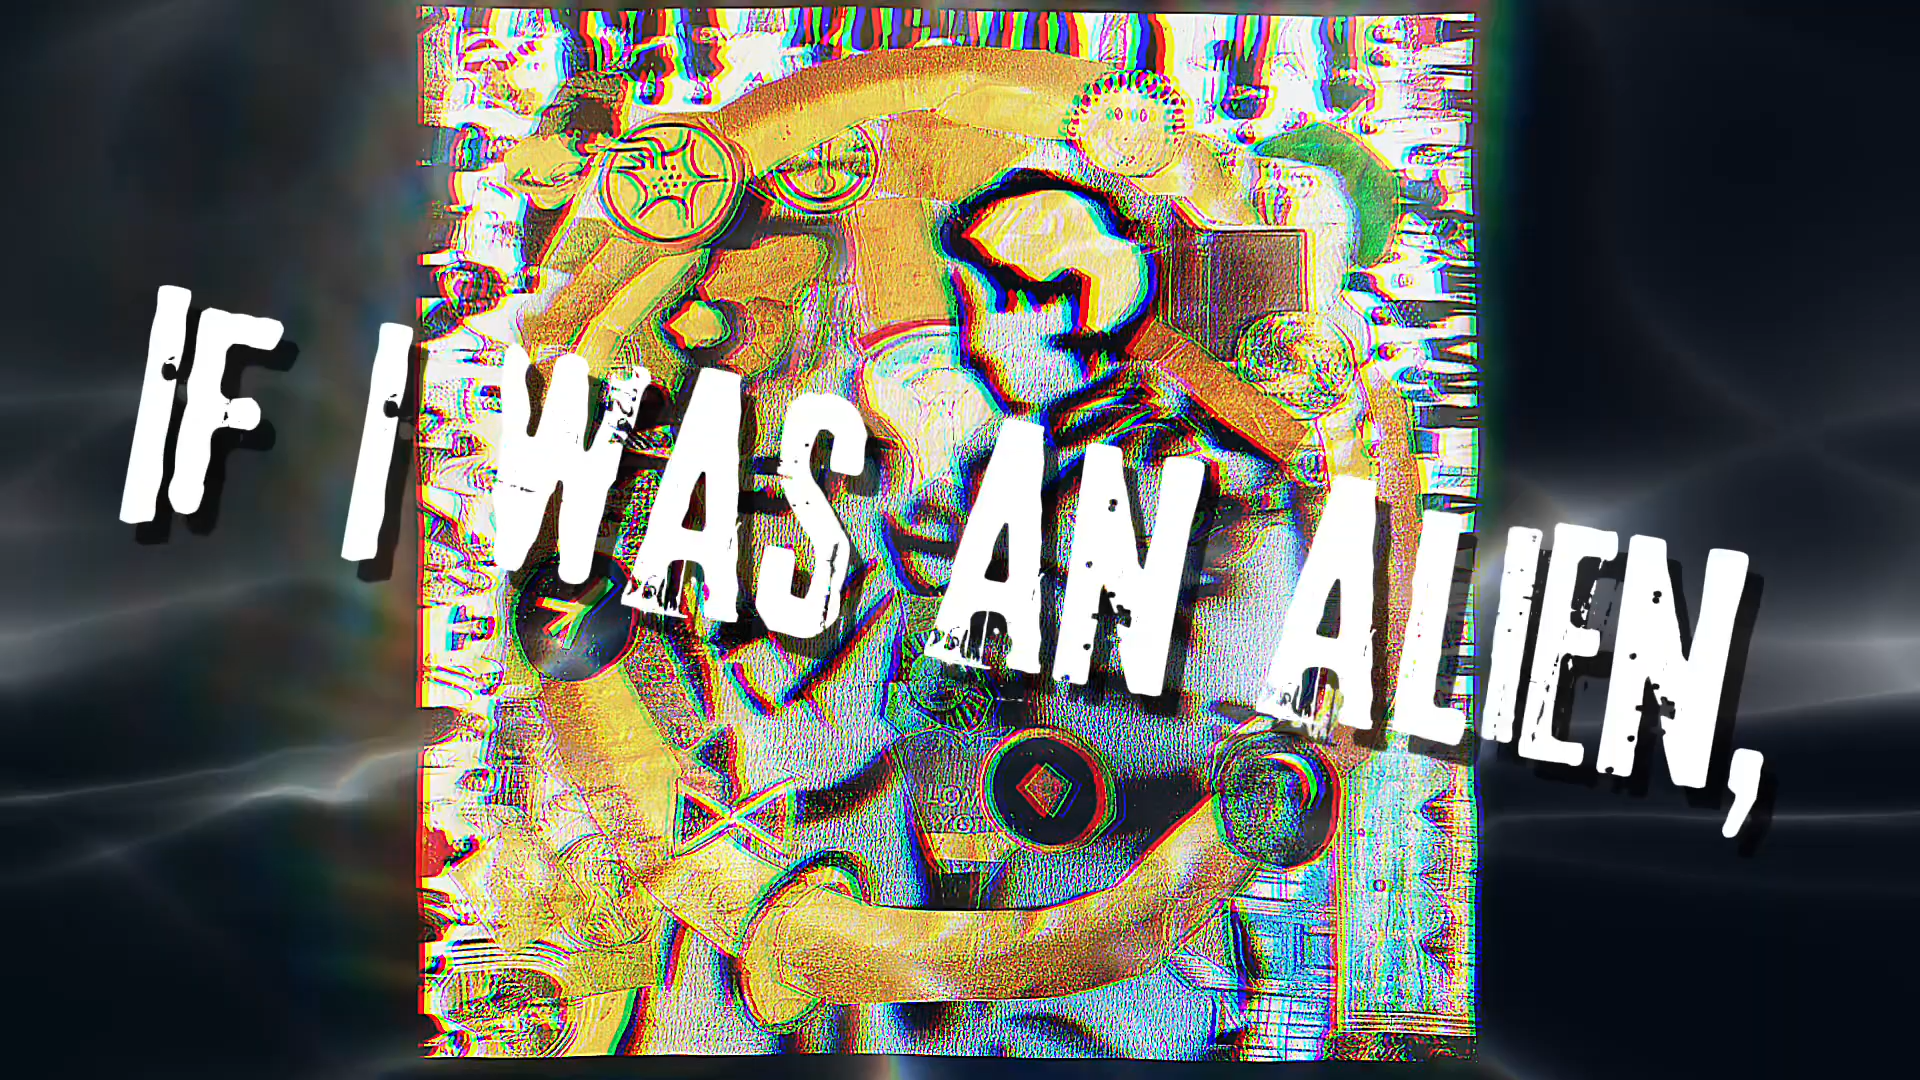 IF I WAS AN ALIEN,